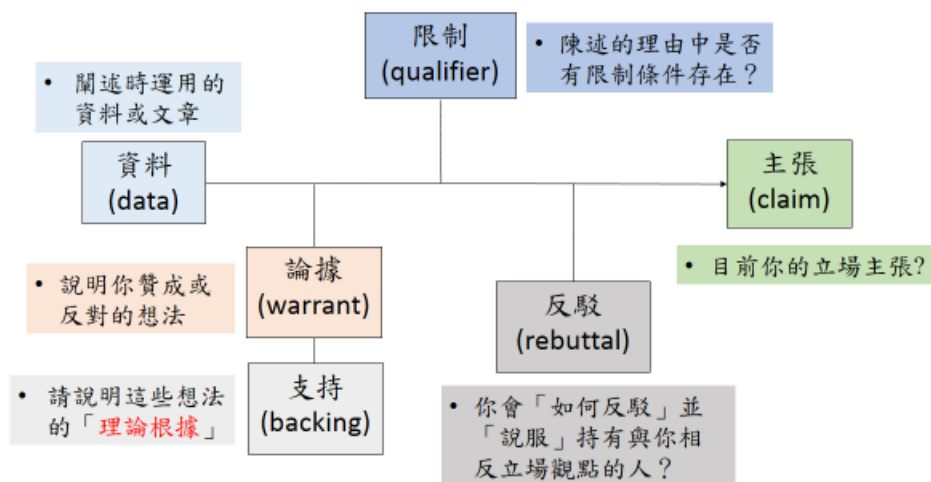 限制
(qualifier)
• 陳述的理由中是否
有限制條件存在？
• 闡述時運用的
資料或文章
資料
(data)
主張
(claim)
• 目前你的立場主張?
• 說明你贊成或
反對的想法
論據
(warrant)
反駁
(rebuttal)
• 請說明這些想法
的「理論根據」
支持
(backing)
• 你會「如何反駁」並
「說服」持有與你相
反立場觀點的人？